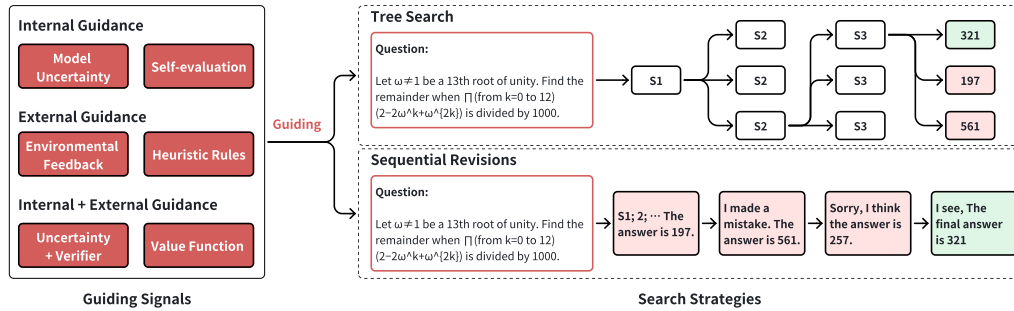 Internal Guidance
Model
Uncertainty
Self-evaluation
External Guidance
Environmental
Feedback
Heuristic Rules
Internal + External Guidance
Uncertainty
+ Verifier
Value Function
Guiding Signals
Guiding
Tree Search
Question:
Let ω≠1 be a 13th root of unity. Find the
remainder when ∏(from k=0 to 12)
(2−2ω^k+ω^{2k}) is divided by 1000.
S1
S2
S2
S2
S3
S3
S3
321
197
561
Sequential Revisions
Question:
Let ω≠1 be a 13th root of unity. Find the
remainder when ∏(from k=0 to 12)
(2−2ω^k+ω^{2k}) is divided by 1000.
S1; 2; ··· The
answer is 197.
I made a
mistake. The
answer is 561.
Sorry, I think
the answer is
257.
I see, The
final answer
is 321
Search Strategies